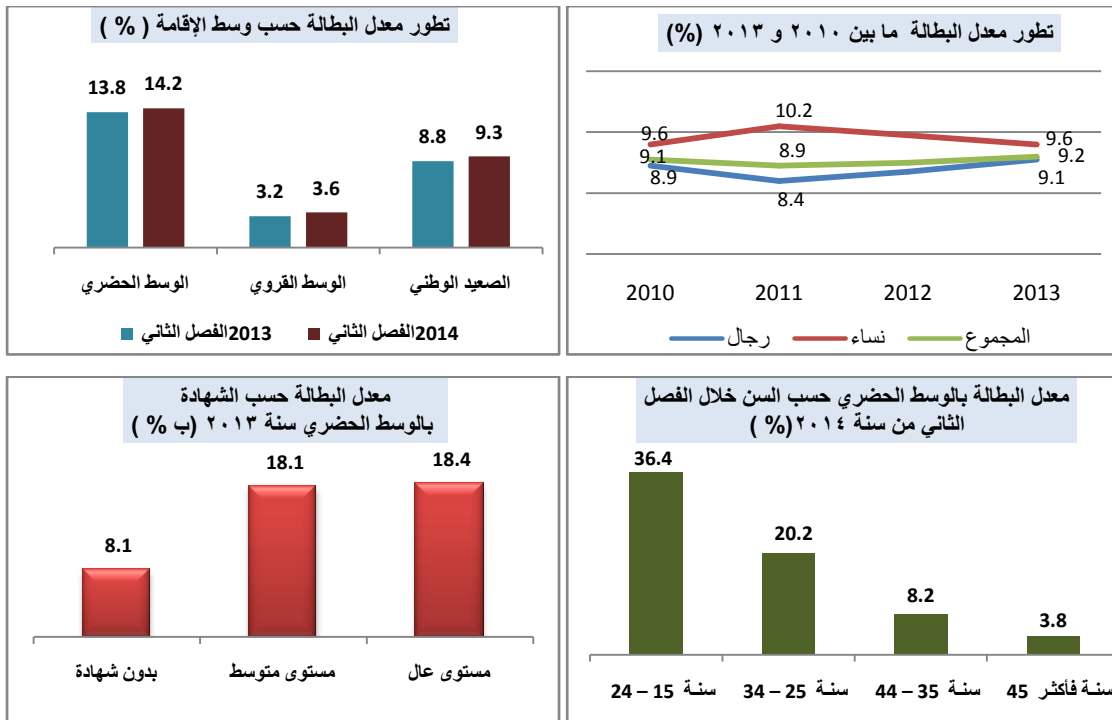 تطور معدل البطالة ما بين ٢٠١٠ و ٢٠١٣ (%)
10.2
9.6
9.6
9.1
8.9
9.2
8.9
8.4
9.1
2010 2011 2012 2013
رجال نساء المجموع
تطور معدل البطالة حسب وسط الإقامة ( % )
13.8 14.2
3.2 3.6
8.8 9.3
الوسط الحضري الوسط القروي الصعيد الوطني
2013الفصل الثاني 2014الفصل الثاني
معدل البطالة بالوسط الحضري حسب السن خلال الفصل
الثاني من سنة ٢٠١٤(% )
36.4
20.2
8.2
3.8
24 – 15 سنة 34 – 25 سنة 44 – 35 سنة 45 سنة فأكثر
معدل البطالة حسب الشهادة
بالوسط الحضري سنة ٢٠١٣ (ب % )
8.1
18.1
18.4
بدون شهادة مستوى متوسط مستوى عال